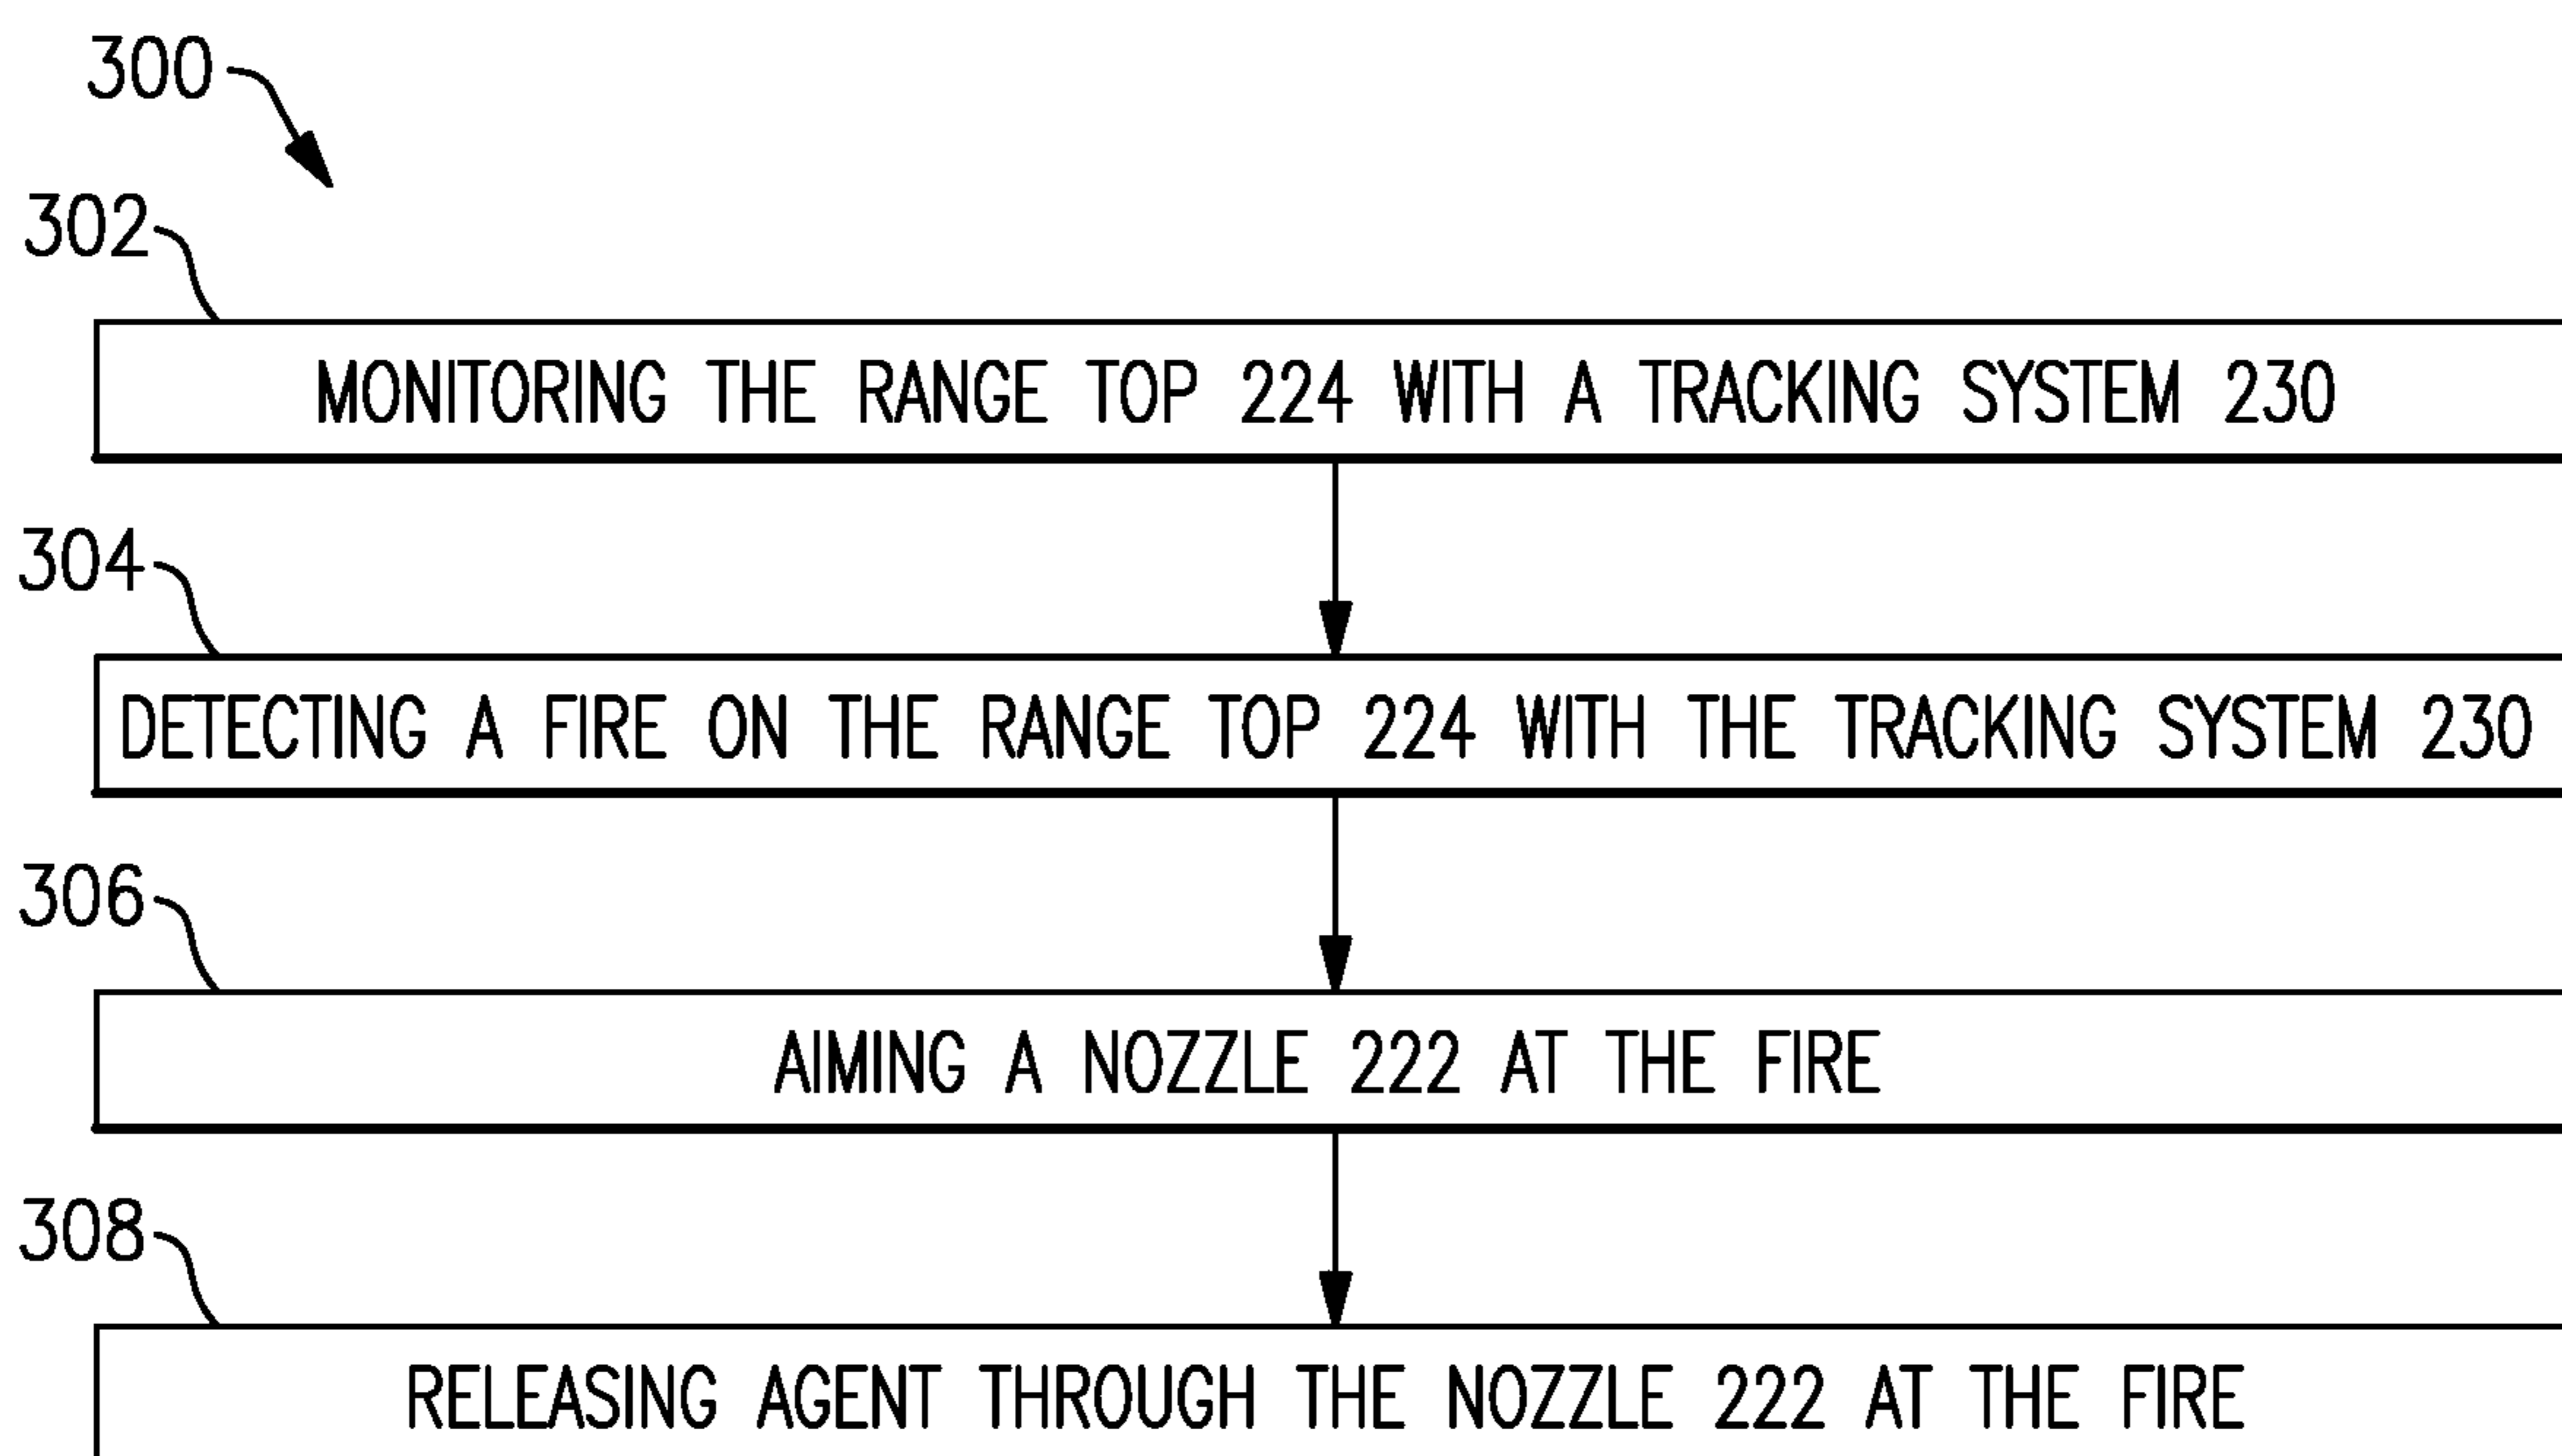 300
302
MONITORING THE RANGE TOP 224 WITH A TRACKING SYSTEM 230
304
DETECTING A FIRE ON THE RANGE TOP 224 WITH THE TRACKING SYSTEM 230
306
AIMING A NOZZLE 222 AT THE FIRE
308
RELEASING AGENT THROUGH THE NOZZLE 222 AT THE FIRE